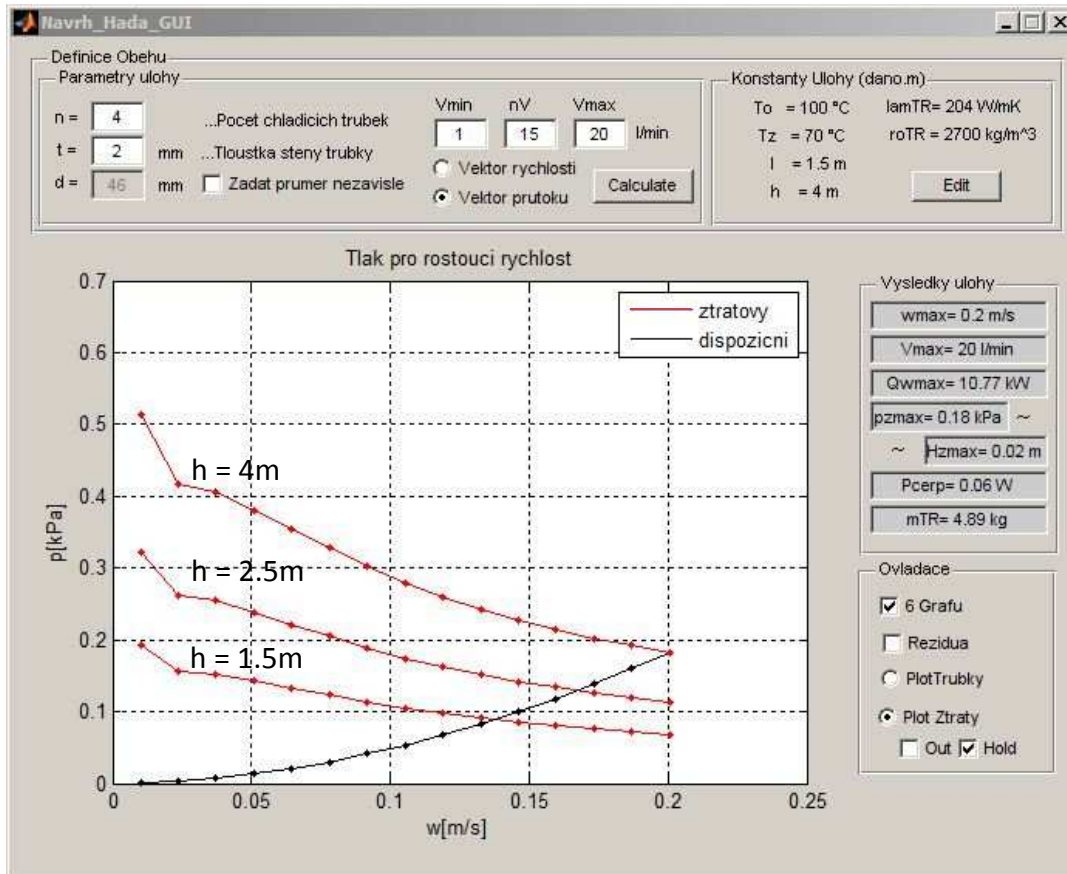 Navrh_Hada_GUI
Definice Obehu
Parametry ulohy
n = 4 ...Pocet chladicich trubek
t = 2 mm ...Tloustka steny trubky
d = 46 mm Zadat prumer nezavisle
Vmin nV Vmax
1 15 20 l/min
Vektor rychlosti
Vektor prutoku
Calculate
Konstanty Ulohy (dano.m)
To = 100 °C lamTR= 204 W/mK
Tz = 70 °C roTR = 2700 kg/m^3
l = 1.5 m
h = 4 m
Edit
Tlak pro rostouci rychlost
ztratovy
dispozicni
0.7
0.6
0.5
0.4
0.3
0.2
0.1
0
p[kPa]
h = 4m
h = 2.5m
h = 1.5m
0 0.05 0.1 0.15 0.2 0.25
w[m/s]
Vysledky ulohy
wmax= 0.2 m/s
Vmax= 20 l/min
Qwmax= 10.77 kW
pzmax= 0.18 kPa ~
~ Hzmax= 0.02 m
Pcerp= 0.06 W
mTR= 4.89 kg
Ovladace
6 Grafu
Rezidua
PlotTrubky
Plot Ztraty
Out Hold